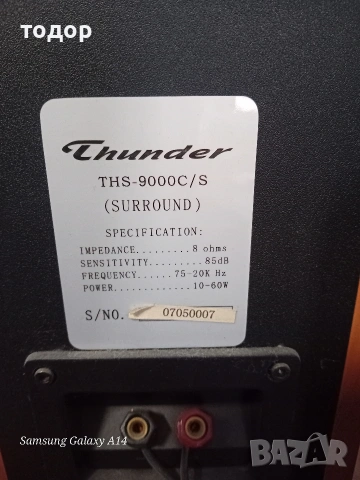 тодор
Thunder
THS-9000C/S
(SURROUND)
SPECIFICATION:
IMPEDANCE.........8 ohms
SENSITIVITY..........85dB
FREQUENCY......75-20K Hz
POWER.............10-60W
S/NO. 07050007
Samsung Galaxy A14
BAZAR